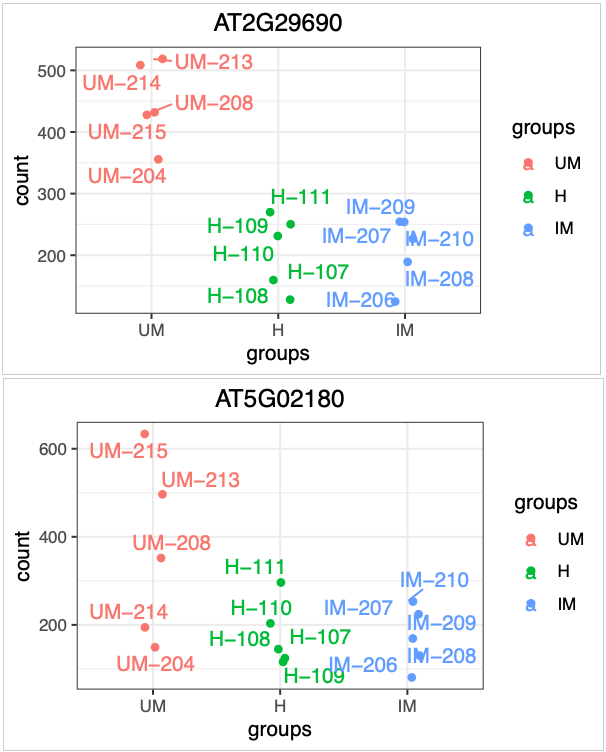 AT2G29690
500
UM−213
UM−214
UM−208
400
UM−215
UM−204
300
H−111
IM−209
H−109
IM−207
IM−210
H−110
200
H−107
IM−208
H−108
IM−206
count
UM
H
IM
groups
groups
UM
H
IM
AT5G02180
600
UM−215
UM−213
400
UM−208
H−111
IM−210
UM−214
H−110
IM−207
200
IM−209
H−108
H−107
UM−204
IM−206
IM−208
H−109
count
UM
H
IM
groups
groups
a UM
a H
a IM